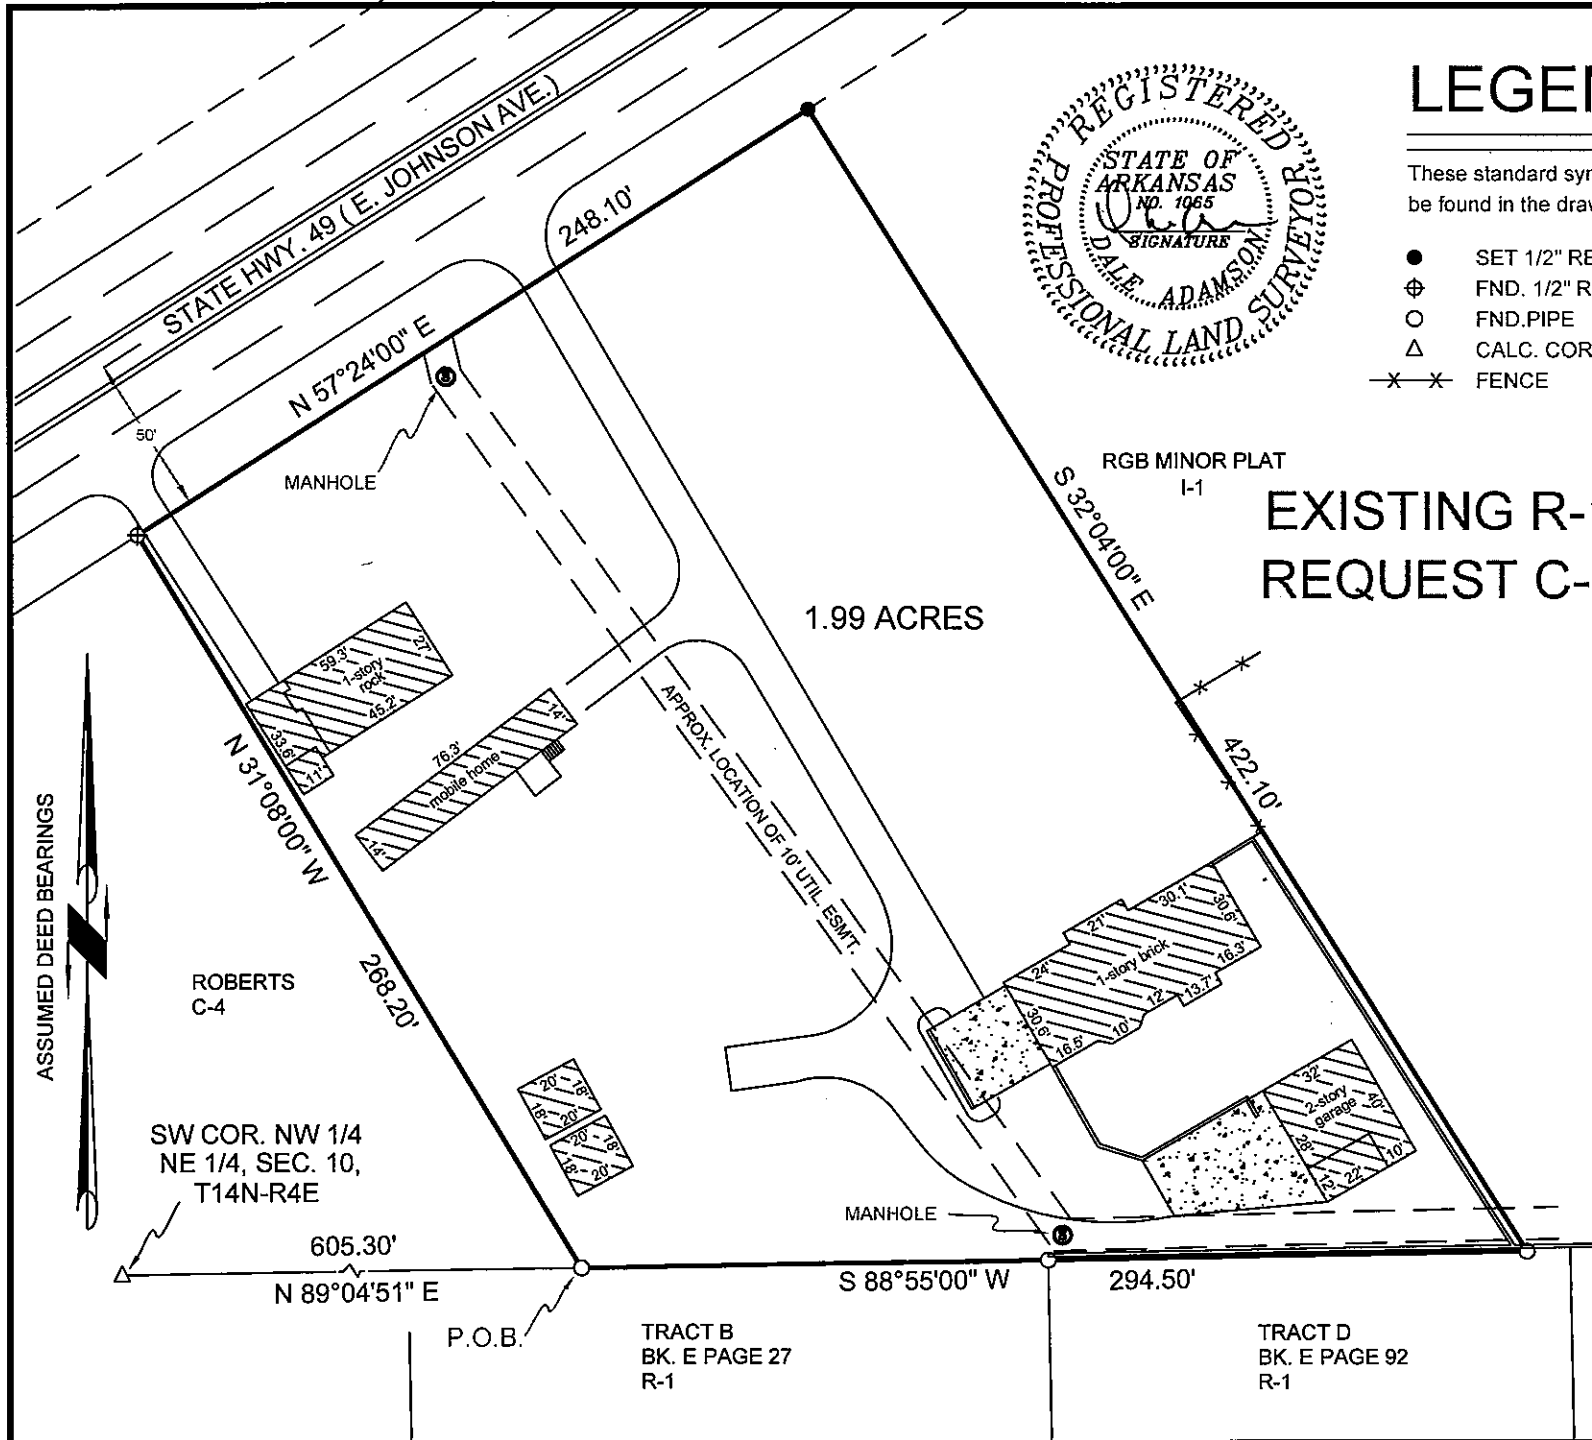 STATE HWY. 49 ( E. JOHNSON AVE.)
248.10'
N 57°24'00" E
50'
MANHOLE
REGISTERED
PROFESSIONAL LAND SURVEYOR
STATE OF
ARKANSAS
NO. 1065
SIGNATURE
DALE ADAMSON
LEGEN
These standard syr
be found in the drav
SET 1/2" RE
FND. 1/2" R
FND.PIPE
CALC. COR
FENCE
RGB MINOR PLAT
I-1
EXISTING R-
REQUEST C-
S 32°04'00" E
422.10'
1.99 ACRES
59.3'
27'
1-story
rock
45.2'
33.6'
11'
76.3'
14'
mobile home
14'
APPROX. LOCATION OF 10' UTIL. ESM'T.
N 31°08'00" W
268.20'
ASSUMED DEED BEARINGS
ROBERTS
C-4
30.1'
30.6'
21'
24'
1-story brick
16.3'
13.7'
12'
10'
16.5'
30.6'
20'
18'
18'
20'
20'
18'
18'
20'
32'
2-story
garage
40'
28'
10'
22'
12'
SW COR. NW 1/4
NE 1/4, SEC. 10,
T14N-R4E
MANHOLE
605.30'
N 89°04'51" E
S 88°55'00" W
294.50'
P.O.B.
TRACT B
BK. E PAGE 27
R-1
TRACT D
BK. E PAGE 92
R-1